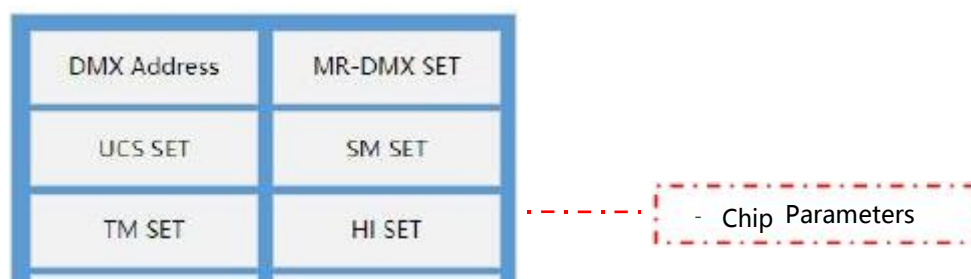 DMX Address MR-DMX SET
UCS SET SM SET
TM SET HI SET
- Chip Parameters